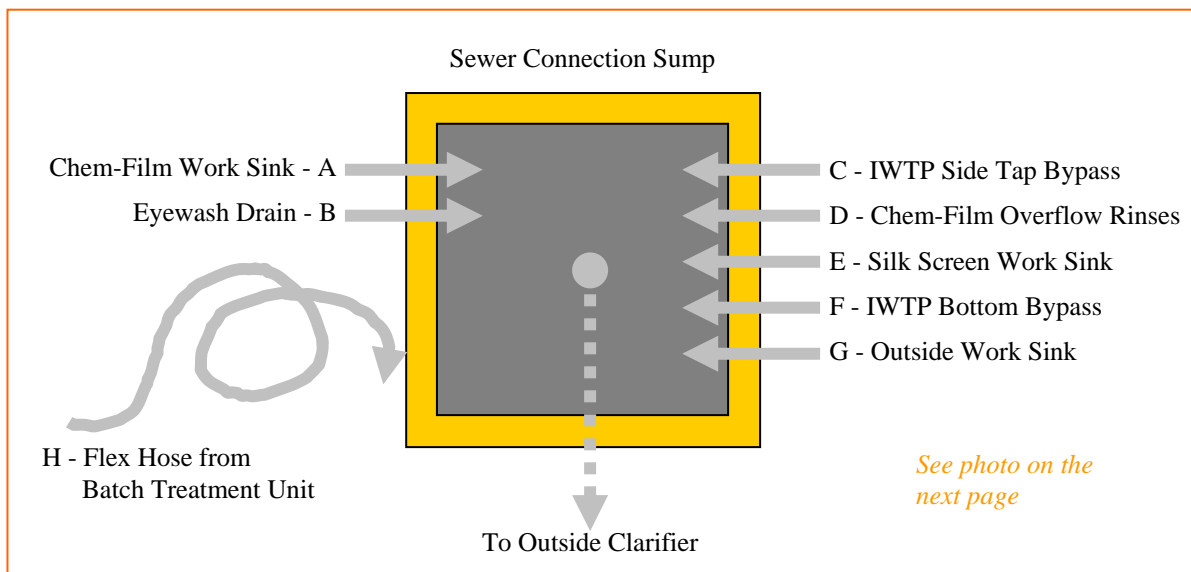 Sewer Connection Sump
Chem-Film Work Sink - A
Eyewash Drain - B
C - IWTP Side Tap Bypass
D - Chem-Film Overflow Rinses
E - Silk Screen Work Sink
F - IWTP Bottom Bypass
G - Outside Work Sink
H - Flex Hose from
Batch Treatment Unit
See photo on the
next page
To Outside Clarifier